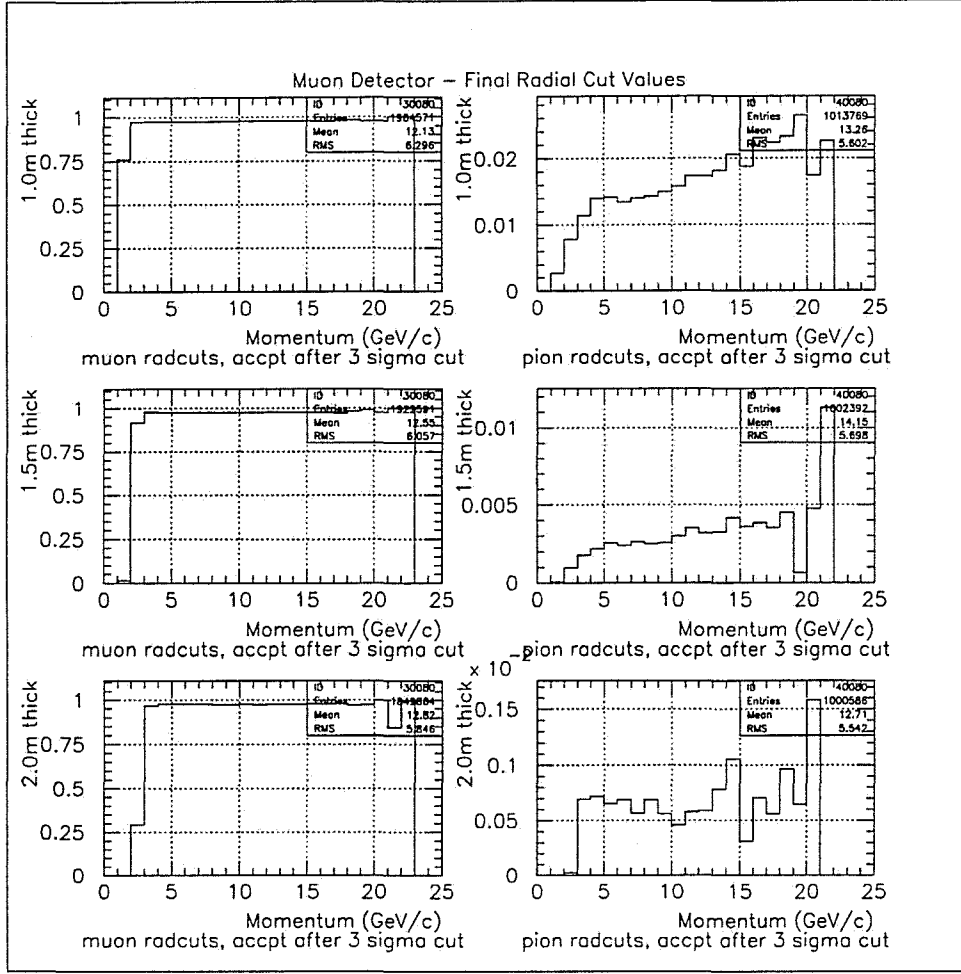 Muon Detector – Final Radial Cut Values
1.0m thick
1
0.75
0.5
0.25
0
ID 30080
Entries
Mean 12.13
RMS 6.296
0 5 10 15 20 25
Momentum (GeV/c)
muon radcuts, accpt after 3 sigma cut
1.0m thick
0.02
0.01
0
ID 40080
Entries 1013769
Mean 13.26
RMS 5.602
0 5 10 15 20 25
Momentum (GeV/c)
pion radcuts, accpt after 3 sigma cut
1.5m thick
1
0.75
0.5
0.25
0
ID 30080
Entries
Mean 12.55
RMS 6.057
0 5 10 15 20 25
Momentum (GeV/c)
muon radcuts, accpt after 3 sigma cut
1.5m thick
0.01
0.005
0
ID 40080
Entries 1002392
Mean 14.15
RMS 5.698
0 5 10 15 20 25
Momentum (GeV/c)
pion radcuts, accpt after 3 sigma cut
2.0m thick
1
0.75
0.5
0.25
0
ID 30080
Entries
Mean 12.82
RMS 5.846
0 5 10 15 20 25
Momentum (GeV/c)
muon radcuts, accpt after 3 sigma cut
x 10⁻²
2.0m thick
0.15
0.1
0.05
0
ID 40080
Entries 1000586
Mean 12.71
RMS 5.542
0 5 10 15 20 25
Momentum (GeV/c)
pion radcuts, accpt after 3 sigma cut